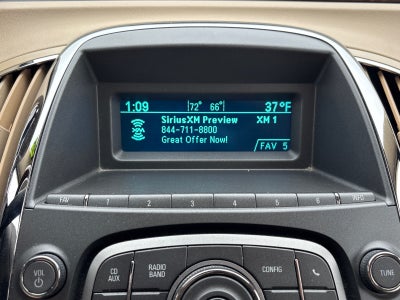 1:09 72° 66° 37°F
SiriusXM Preview XM 1
844-711-8800
Great Offer Now!
FAV 5
FAV 1 2 3 4 5 6 INFO
VOL CD AUX RADIO BAND CONFIG TUNE